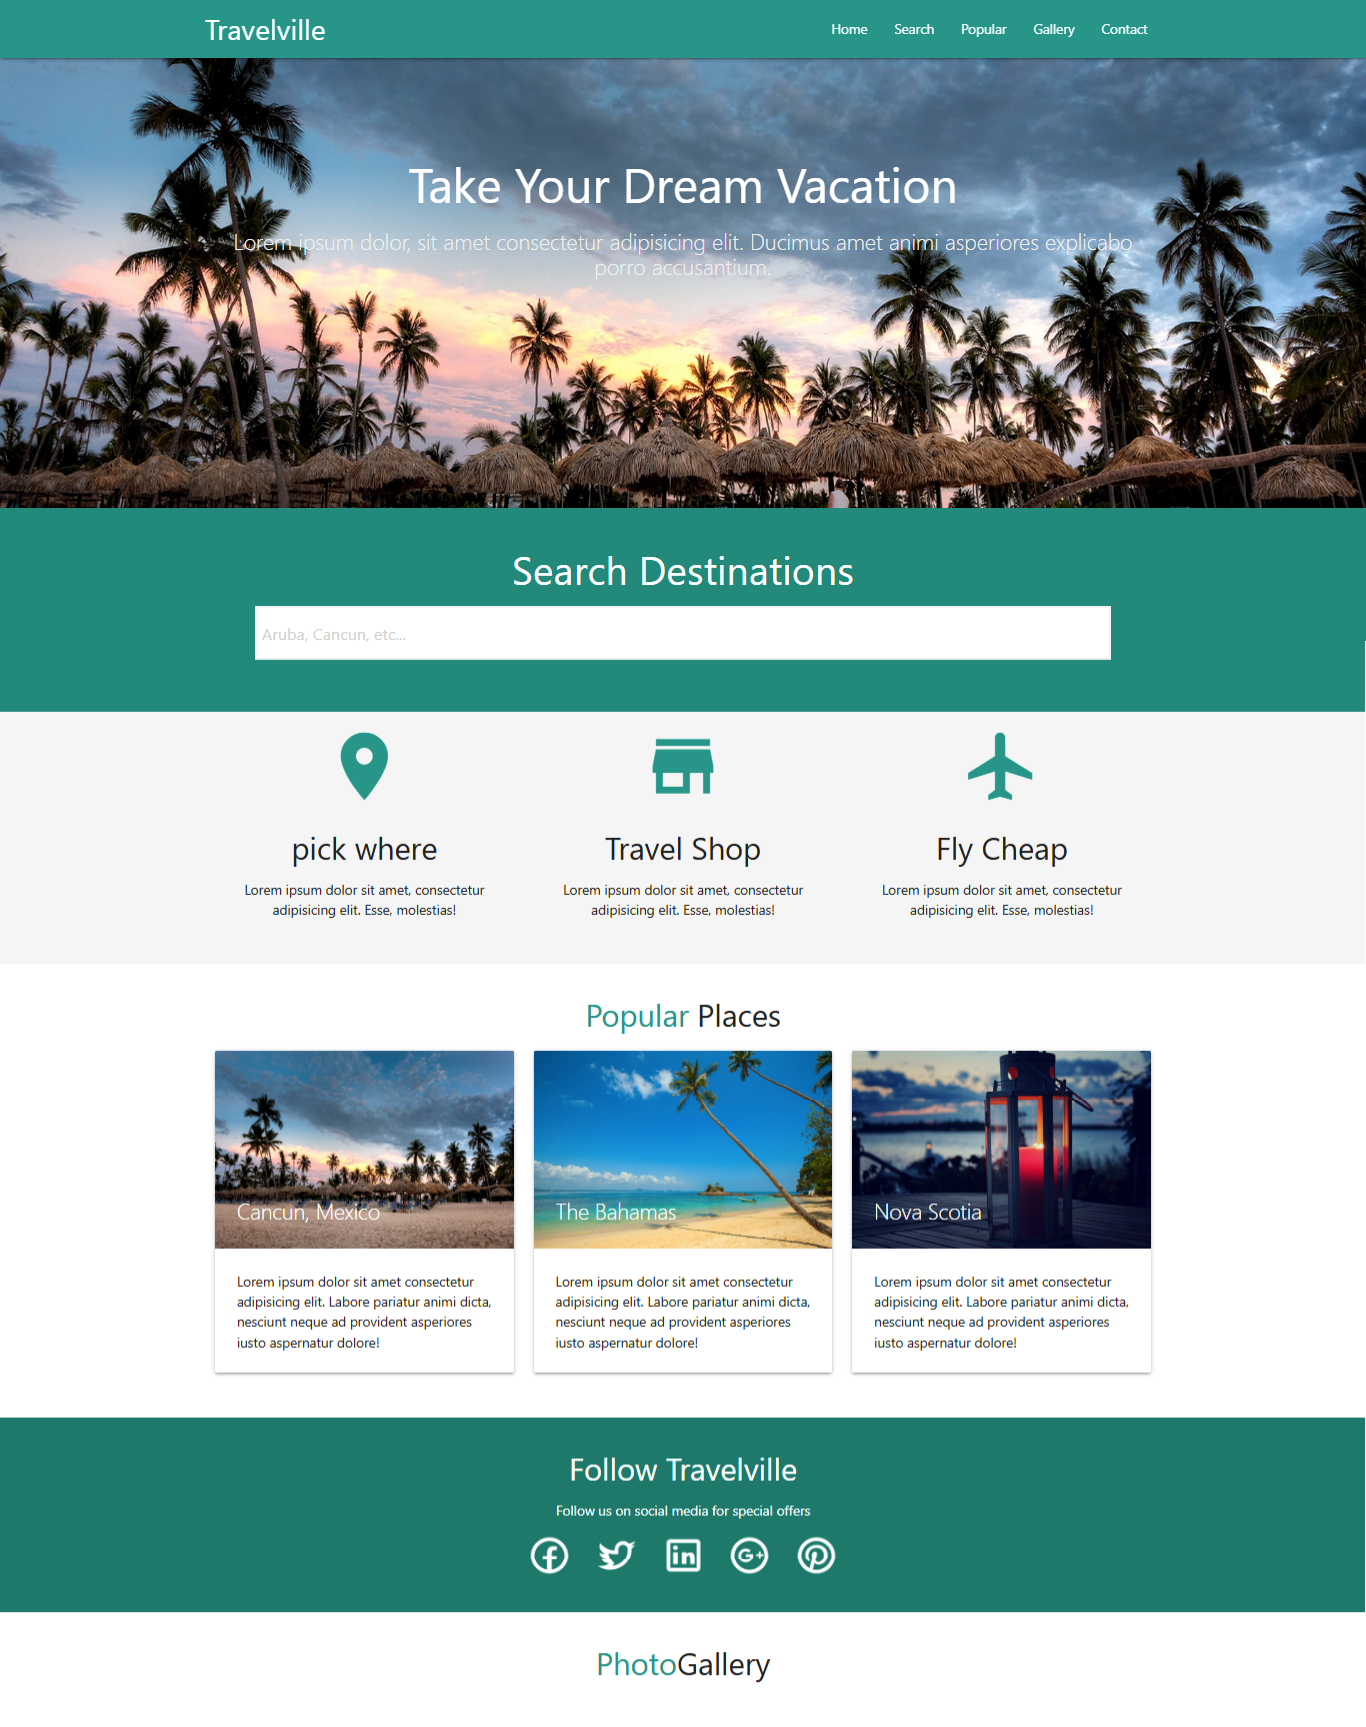 Travelville
Home Search Popular Gallery Contact
Take Your Dream Vacation
Lorem ipsum dolor, sit amet consectetur adipisicing elit. Ducimus amet animi asperiores explicabo
porro accusantium.
Search Destinations
Aruba, Cancun, etc...
pick where
Lorem ipsum dolor sit amet, consectetur
adipisicing elit. Esse, molestias!
Travel Shop
Lorem ipsum dolor sit amet, consectetur
adipisicing elit. Esse, molestias!
Fly Cheap
Lorem ipsum dolor sit amet, consectetur
adipisicing elit. Esse, molestias!
Popular Places
Cancun, Mexico
Lorem ipsum dolor sit amet consectetur
adipisicing elit. Labore pariatur animi dicta,
nesciunt neque ad provident asperiores
iusto aspernatur dolore!
The Bahamas
Lorem ipsum dolor sit amet consectetur
adipisicing elit. Labore pariatur animi dicta,
nesciunt neque ad provident asperiores
iusto aspernatur dolore!
Nova Scotia
Lorem ipsum dolor sit amet consectetur
adipisicing elit. Labore pariatur animi dicta,
nesciunt neque ad provident asperiores
iusto aspernatur dolore!
Follow Travelville
Follow us on social media for special offers
PhotoGallery